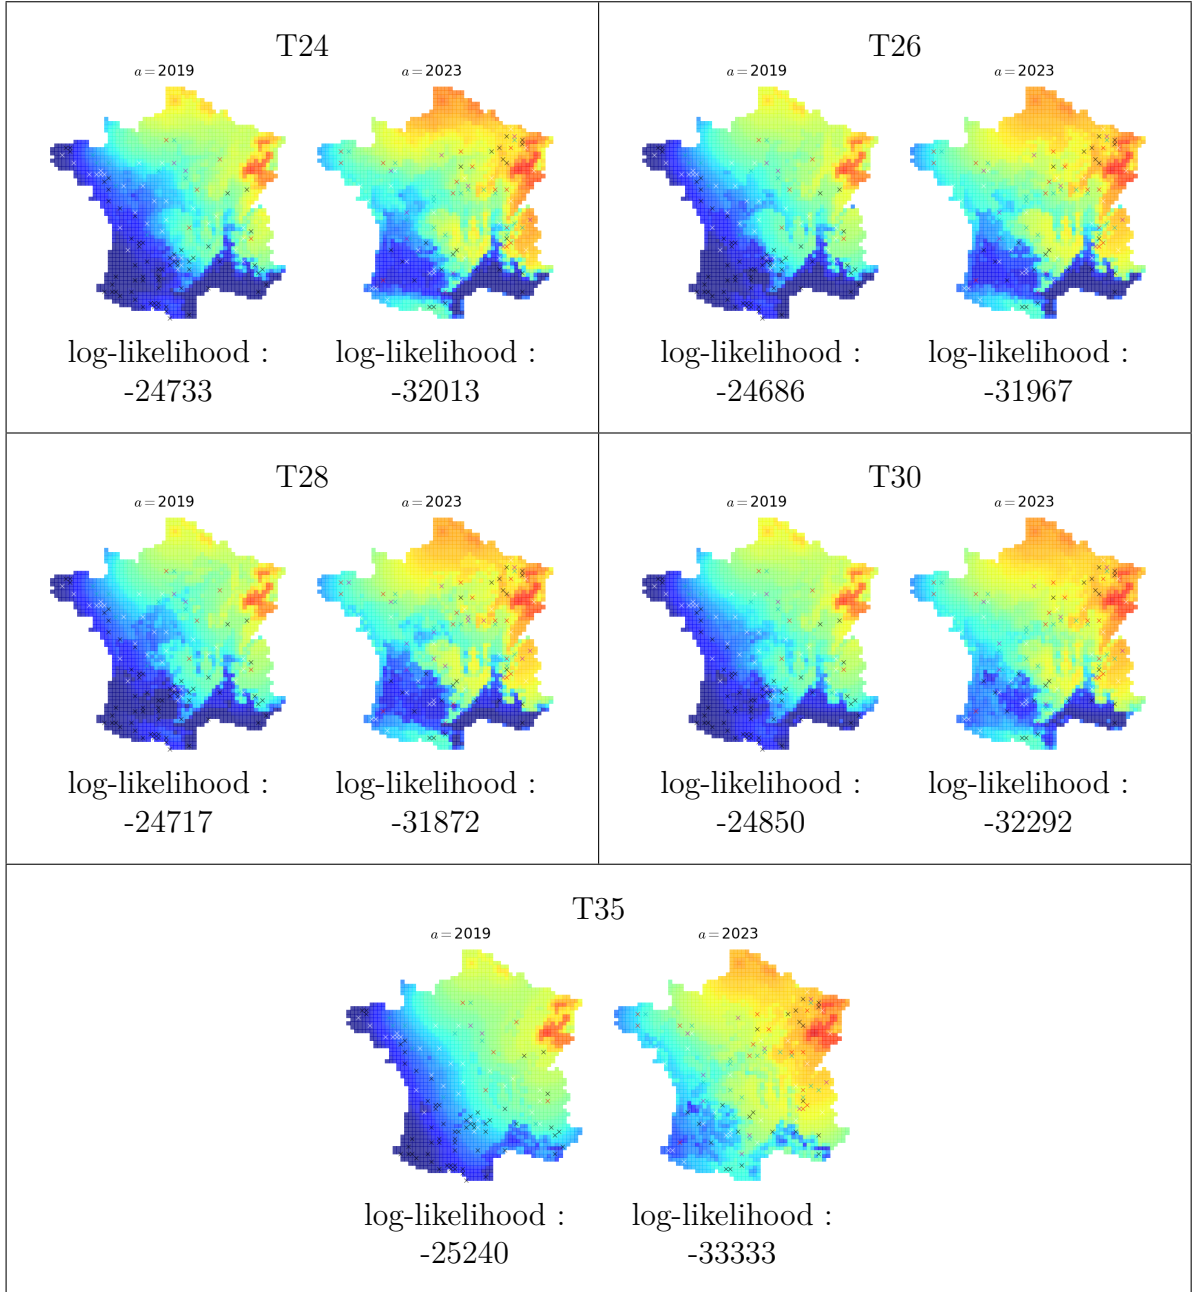 T24
a = 2019
a = 2023
log-likelihood :
-24733
log-likelihood :
-32013
T26
a = 2019
a = 2023
log-likelihood :
-24686
log-likelihood :
-31967
T28
a = 2019
a = 2023
log-likelihood :
-24717
log-likelihood :
-31872
T30
a = 2019
a = 2023
log-likelihood :
-24850
log-likelihood :
-32292
T35
a = 2019
a = 2023
log-likelihood :
-25240
log-likelihood :
-33333